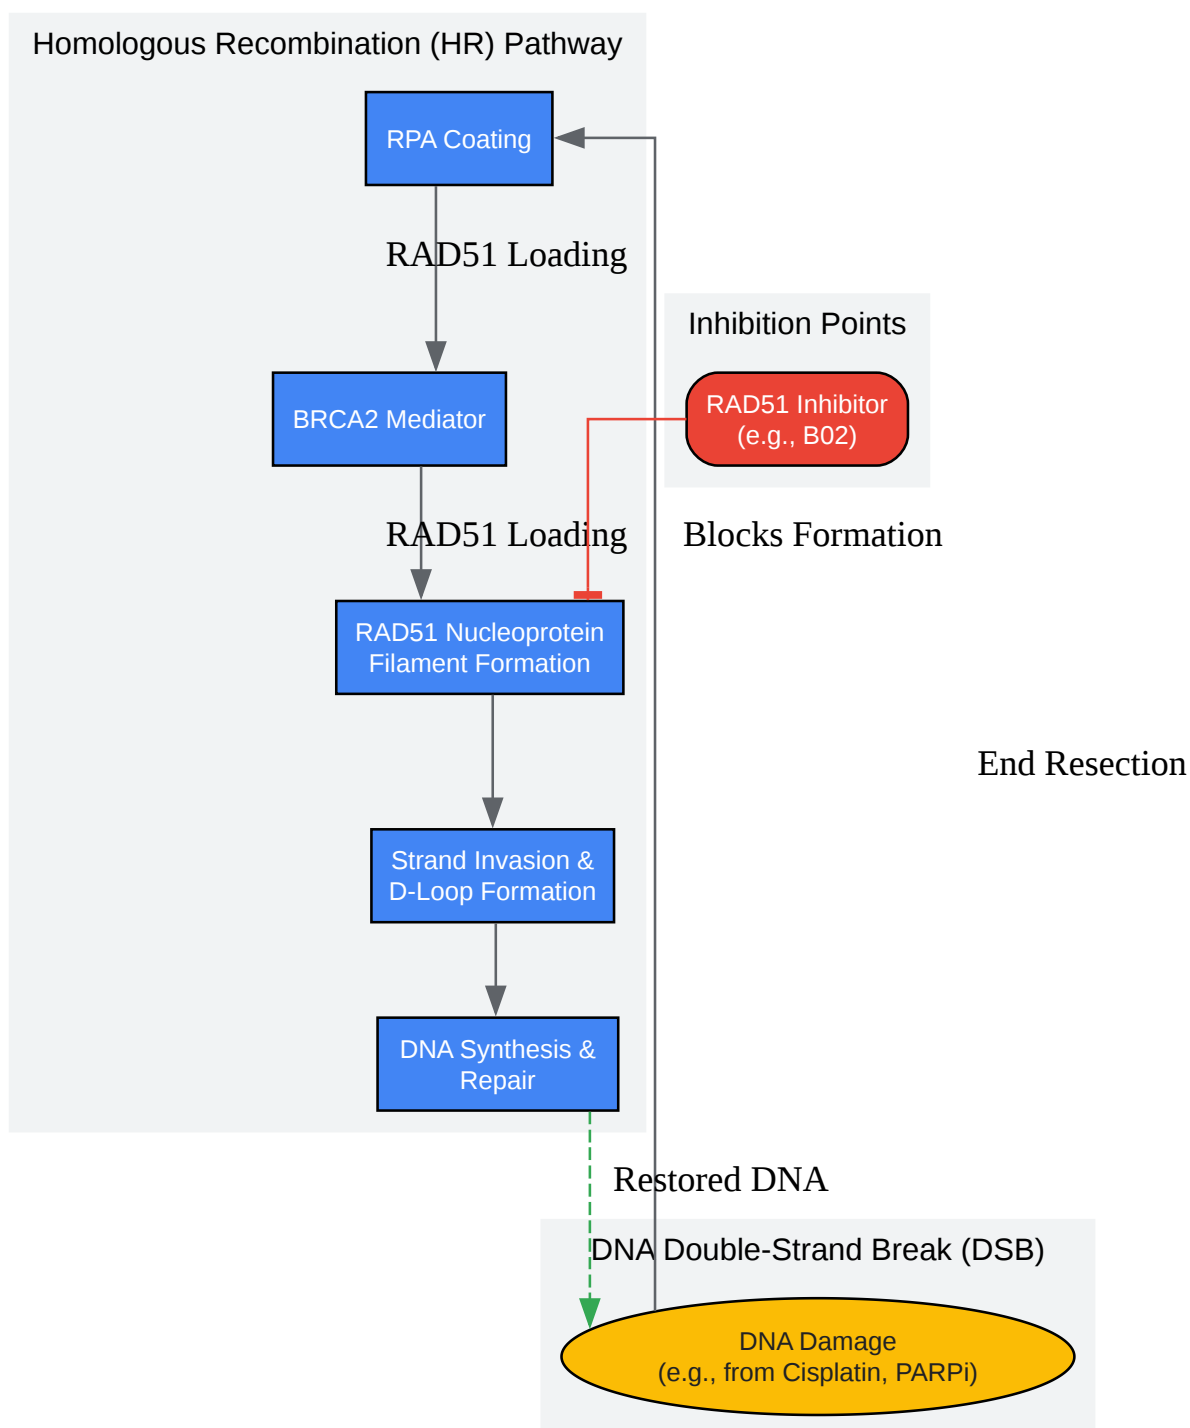 Homologous Recombination (HR) Pathway
RPA Coating
RAD51 Loading
Inhibition Points
BRCA2 Mediator
RAD51 Inhibitor
(e.g., B02)
RAD51 Loading
Blocks Formation
RAD51 Nucleoprotein
Filament Formation
End Resection
Strand Invasion &
D-Loop Formation
DNA Synthesis &
Repair
Restored DNA
DNA Double-Strand Break (DSB)
DNA Damage
(e.g., from Cisplatin, PARPi)